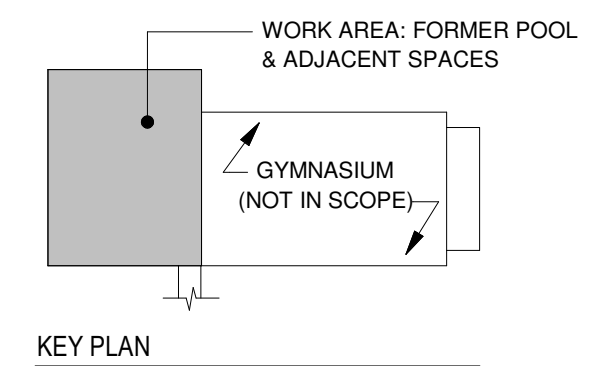 WORK AREA: FORMER POOL
& ADJACENT SPACES
GYMNASIUM
(NOT IN SCOPE)
KEY PLAN